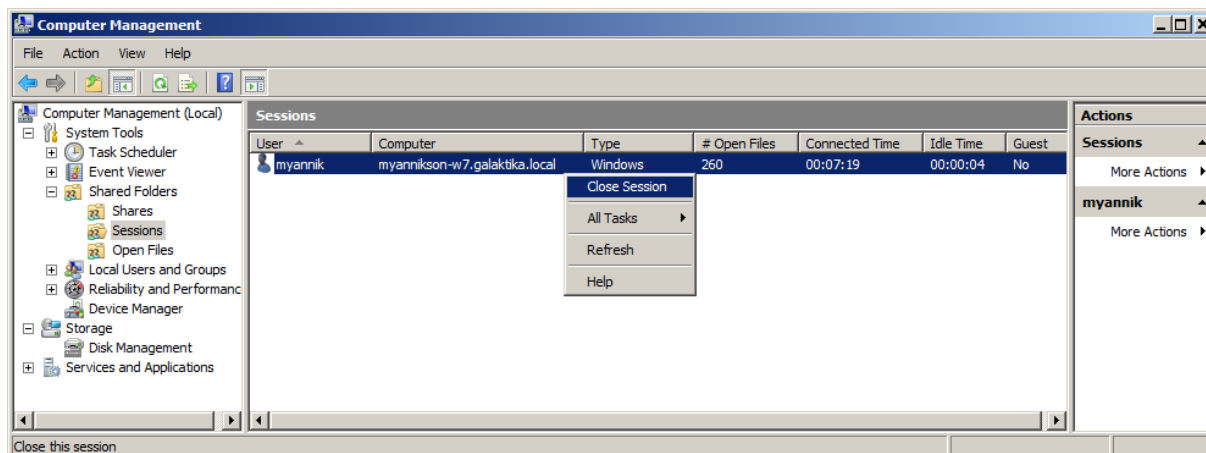 Computer Management
File Action View Help
Computer Management (Local)
System Tools
Task Scheduler
Event Viewer
Shared Folders
Shares
Sessions
Open Files
Local Users and Groups
Reliability and Performanc
Device Manager
Storage
Disk Management
Services and Applications
Sessions
User Computer Type # Open Files Connected Time Idle Time Guest
myannik myannikson-w7.galaktika.local Windows 260 00:07:19 00:00:04 No
Close Session
All Tasks
Refresh
Help
Actions
Sessions
More Actions
myannik
More Actions
Close this session